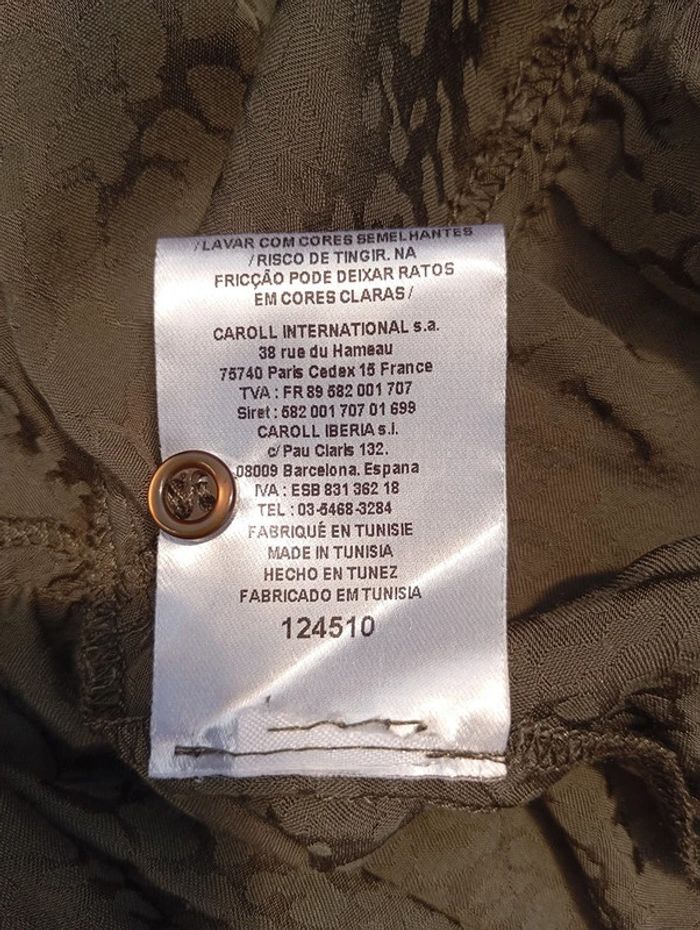 /LAVAR COM CORES SEMELHANTES
/RISCO DE TINGIR. NA
FRICÇÃO PODE DEIXAR RATOS
EM CORES CLARAS/
CAROLL INTERNATIONAL s.a.
38 rue du Hameau
75740 Paris Cedex 15 France
TVA : FR 89 582 001 707
Siret : 582 001 707 01 699
CAROLL IBERIA s.l.
c/ Pau Claris 132.
08009 Barcelona. Espana
IVA : ESB 831 362 18
TEL : 03-5468-3284
FABRIQUÉ EN TUNISIE
MADE IN TUNISIA
HECHO EN TUNEZ
FABRICADO EM TUNISIA
124510